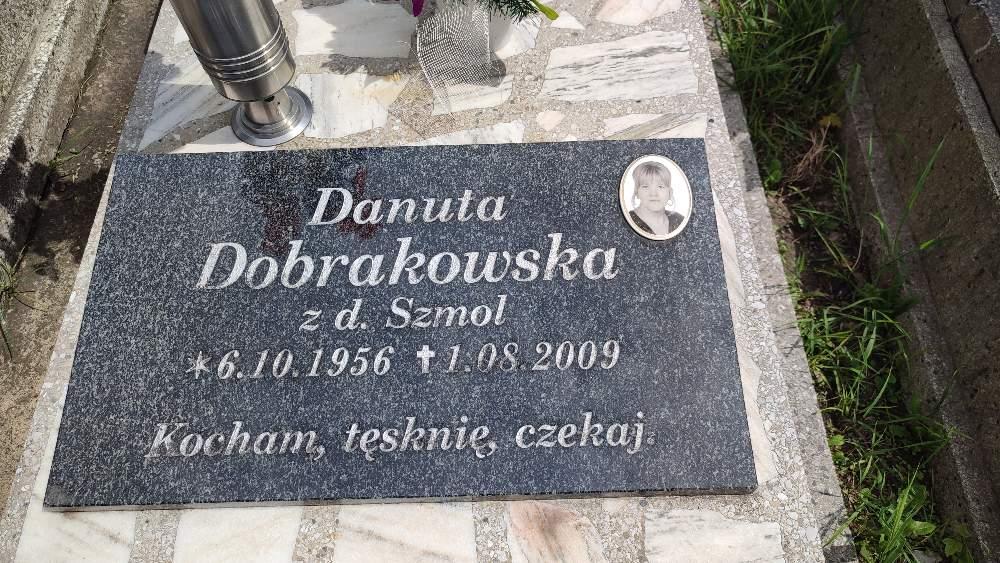 Danuta
Dobrakowska
z d. Szmol
*6.10.1956 ✝1.08.2009
Kocham, tęsknię, czekaj.